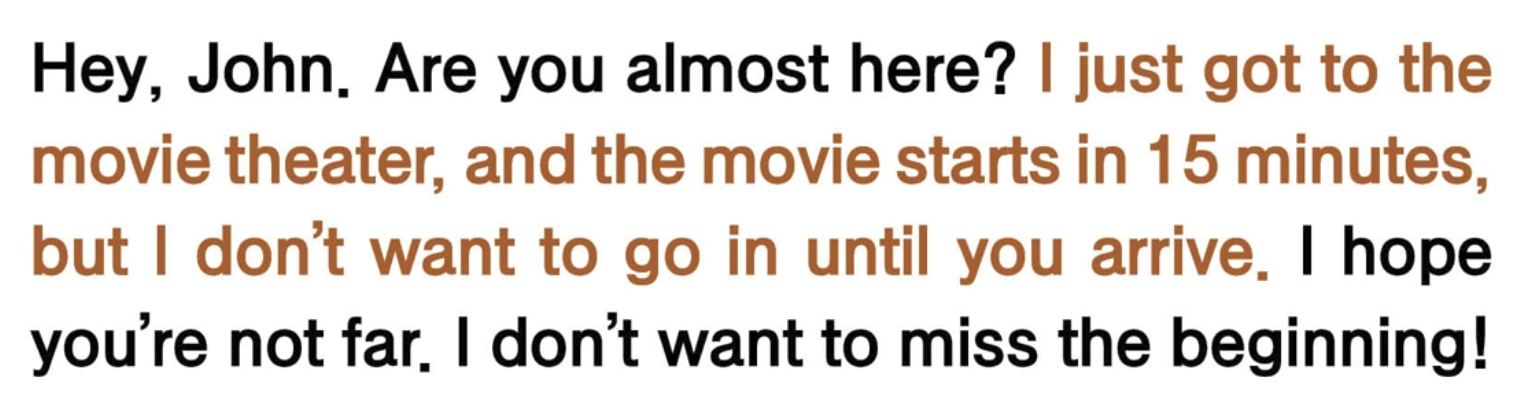 Hey, John. Are you almost here? I just got to the
movie theater, and the movie starts in 15 minutes,
but I don’t want to go in until you arrive. I hope
you’re not far. I don’t want to miss the beginning!